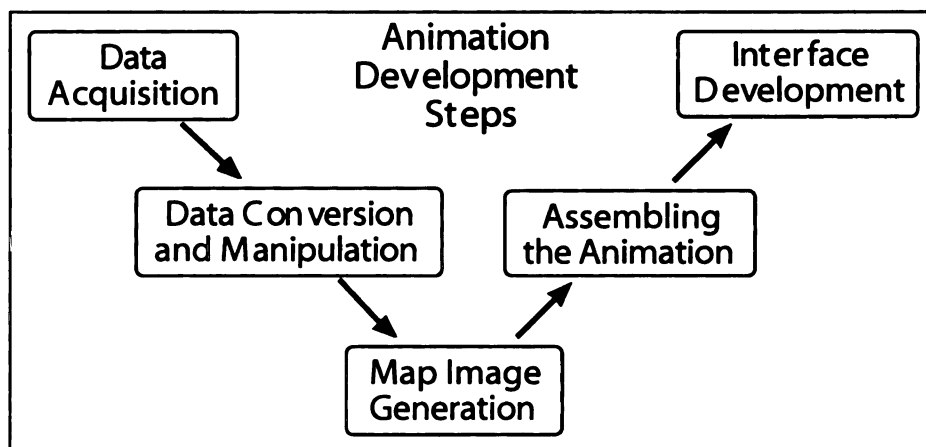 Animation
Development
Steps
Data
Acquisition
Data Conversion
and Manipulation
Map Image
Generation
Assembling
the Animation
Interface
Development